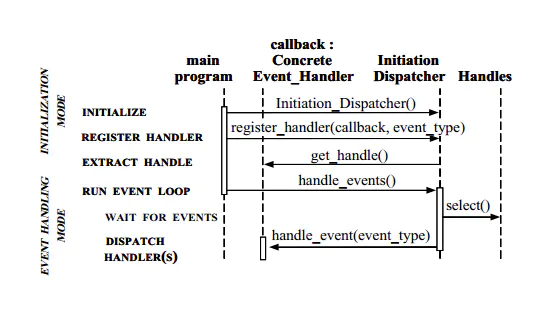 callback :
main Concrete Initiation
program Event_Handler Dispatcher Handles
INITIALIZATION
MODE
INITIALIZE Initiation_Dispatcher()
REGISTER HANDLER register_handler(callback, event_type)
EXTRACT HANDLE get_handle()
EVENT HANDLING
MODE
RUN EVENT LOOP handle_events()
select()
WAIT FOR EVENTS
DISPATCH handle_event(event_type)
HANDLER(S)